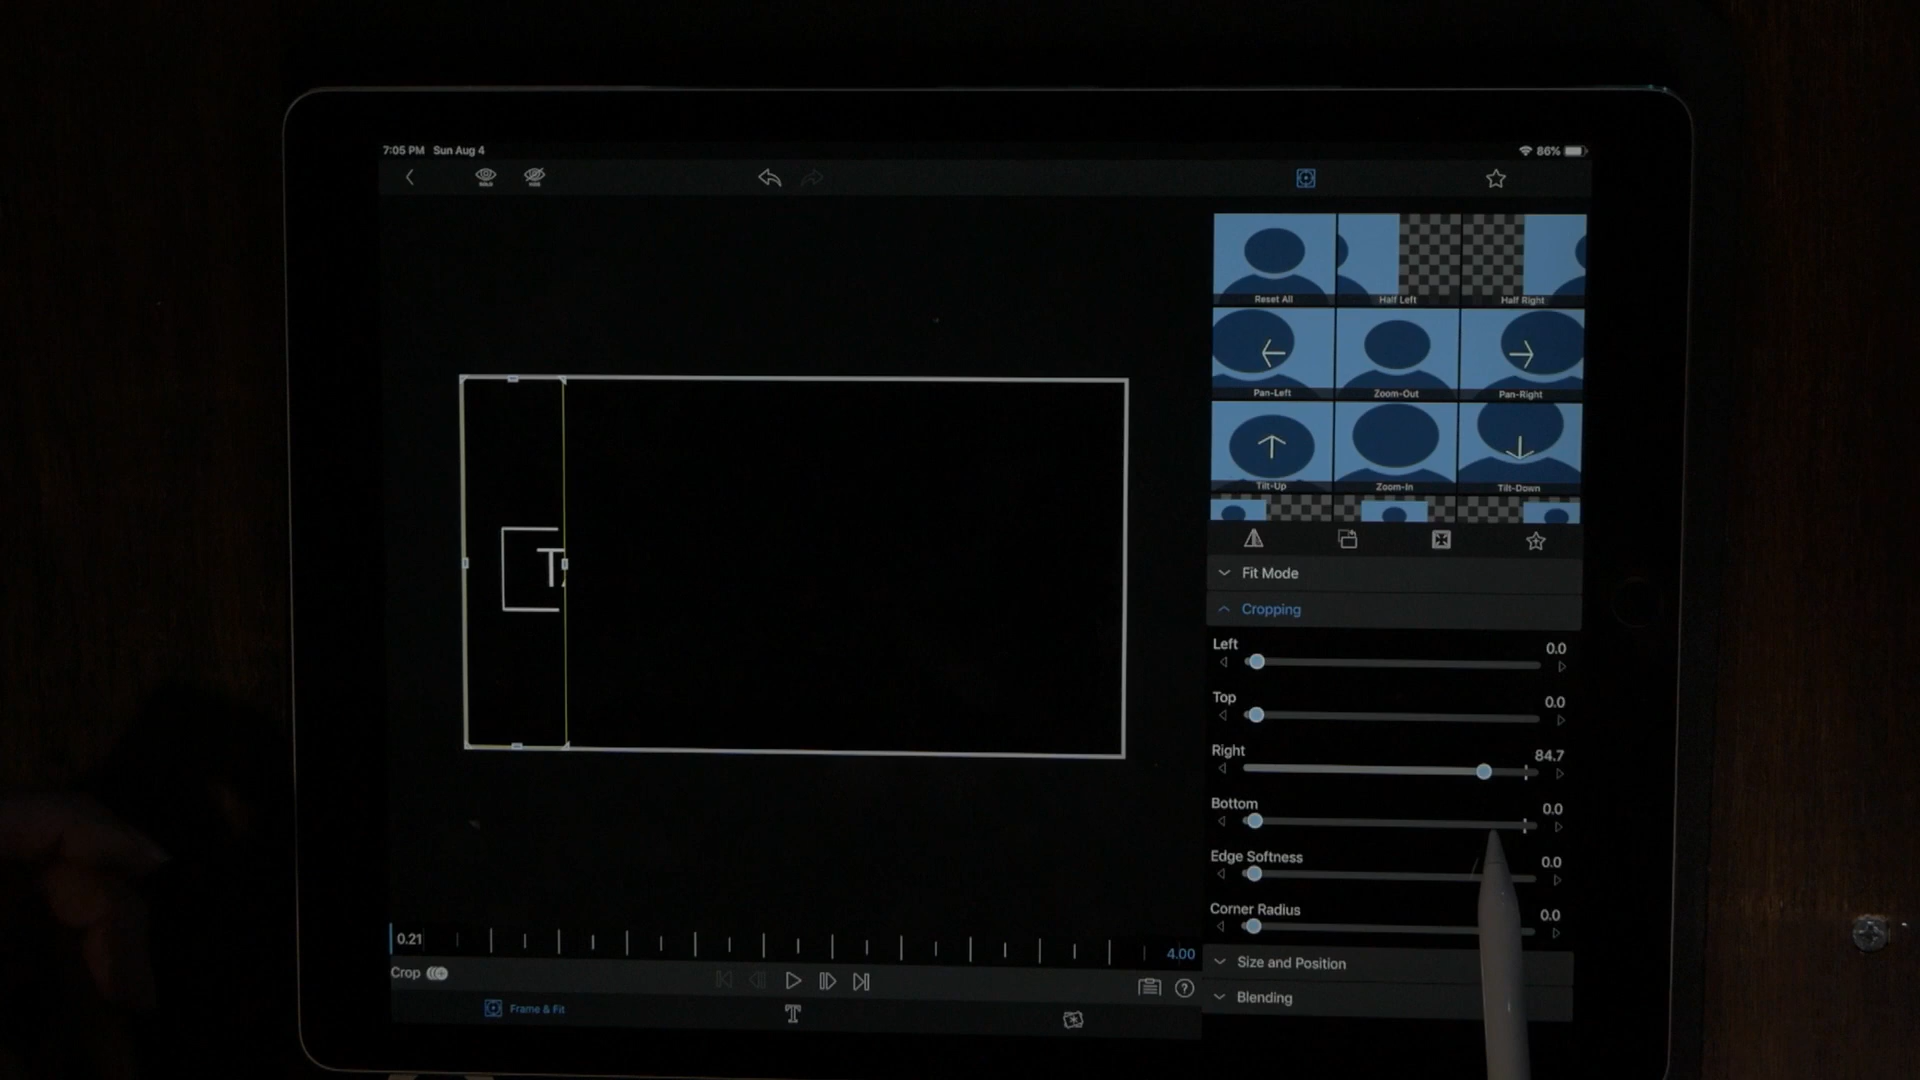 7:05 PM Sun Aug 4
86%
SOLO
HIDE
Reset All
Half Left
Half Right
Pan-Left
Zoom-Out
Pan-Right
Tilt-Up
Zoom-In
Tilt-Down
Fit Mode
Cropping
Left
0.0
Top
0.0
Right
84.7
Bottom
0.0
Edge Softness
0.0
Corner Radius
0.0
Size and Position
Blending
T
0.21
4.00
Crop
Frame & Fit